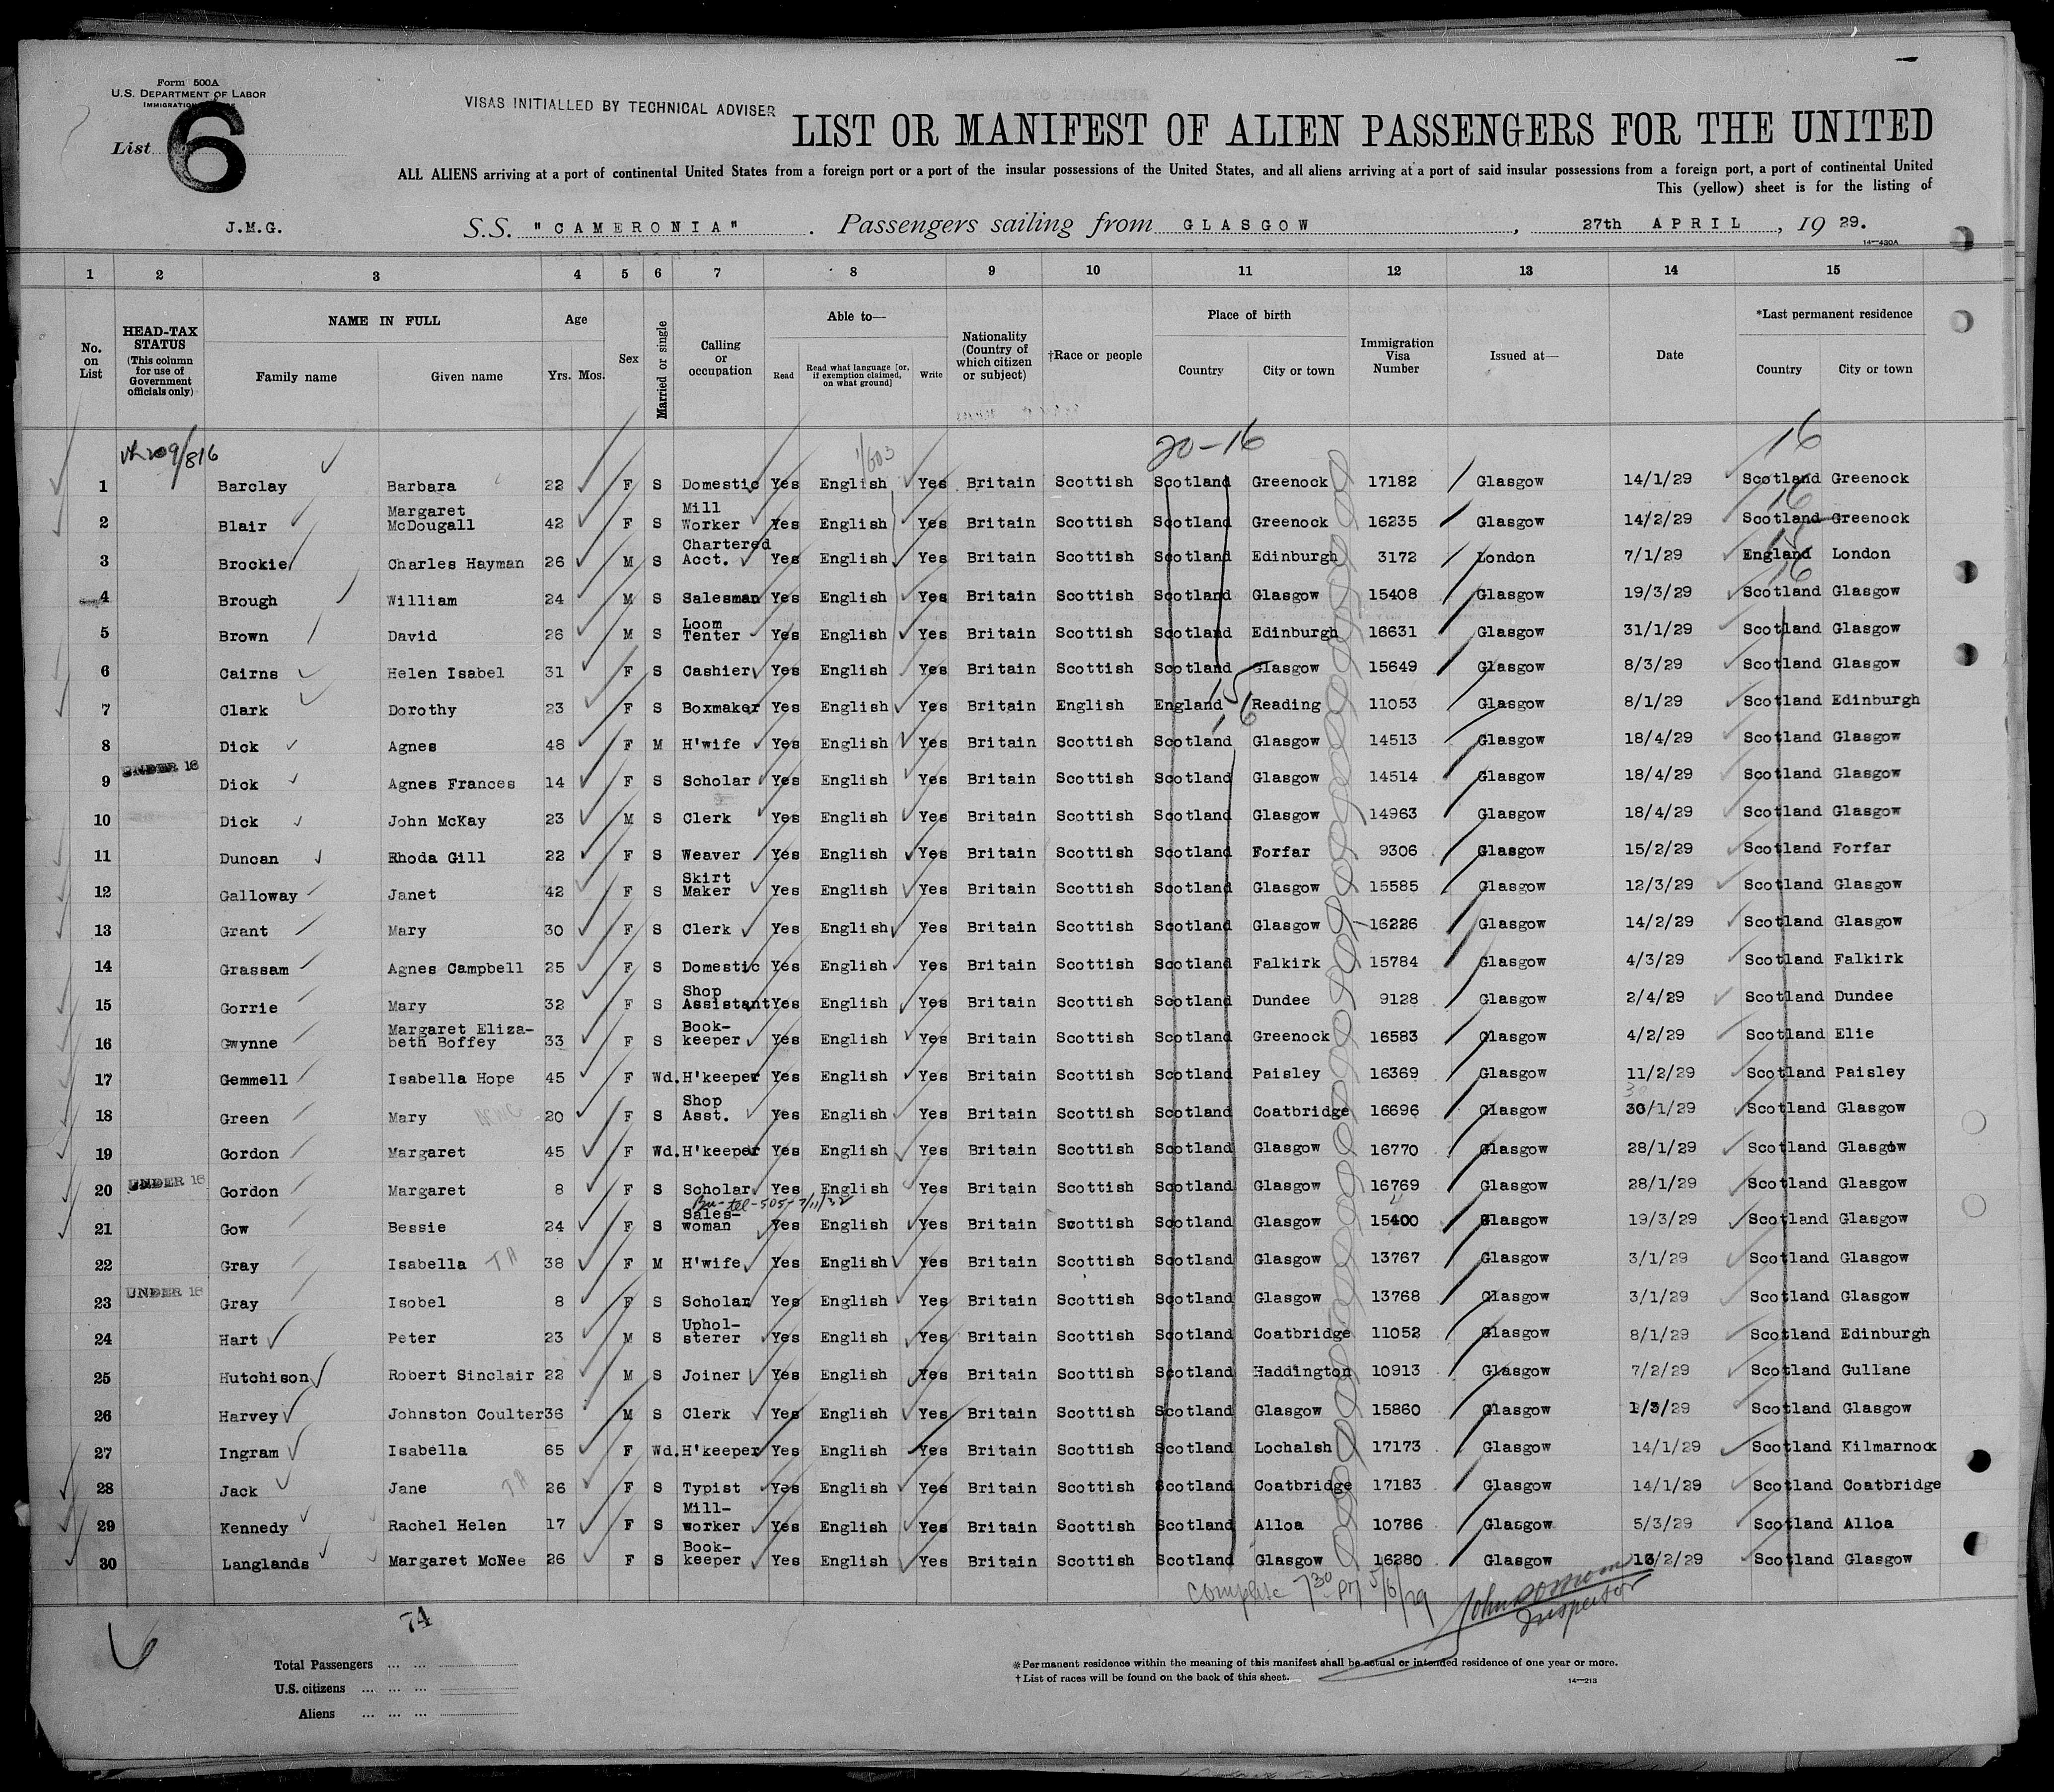 Form 500A
U.S. DEPARTMENT OF LABOR
List 6
VISAS INITIALLED BY TECHNICAL ADVISER
LIST OR MANIFEST OF ALIEN PASSENGERS FOR THE UNITED
ALL ALIENS arriving at a port of continental United States from a foreign port or a port of the insular possessions of the United States, and all aliens arriving at a port of said insular possessions from a foreign port, a port of continental United
This (yellow) sheet is for the listing of
J.M.G. S.S. "CAMERONIA" . Passengers sailing from GLASGOW , 27th APRIL , 19 29.
14—430A
1 2 3 4 5 6 7 8 9 10 11 12 13 14 15
No. on List
HEAD-TAX STATUS (This column for use of Government officials only)
NAME IN FULL Family name Given name
Age Yrs. Mos.
Sex
Married or single
Calling or occupation
Able to— Read Read what language [or, if exemption claimed, on what ground] Write
Nationality (Country of which citizen or subject)
†Race or people
Place of birth Country City or town
Immigration Visa Number
Issued at—
Date
*Last permanent residence Country City or town
20-16 16
1 Barclay Barbara 22 F S Domestic Yes English Yes Britain Scottish Scotland Greenock 17182 Glasgow 14/1/29 Scotland Greenock
2 Blair Margaret McDougall 42 F S Mill Worker Yes English Yes Britain Scottish Scotland Greenock 16235 Glasgow 14/2/29 Scotland Greenock
3 Brockie Charles Hayman 26 M S Chartered Acct. Yes English Yes Britain Scottish Scotland Edinburgh 3172 London 7/1/29 England London
4 Brough William 24 M S Salesman Yes English Yes Britain Scottish Scotland Glasgow 15408 Glasgow 19/3/29 Scotland Glasgow
5 Brown David 26 M S Loom Tenter Yes English Yes Britain Scottish Scotland Edinburgh 16631 Glasgow 31/1/29 Scotland Glasgow
6 Cairns Helen Isabel 31 F S Cashier Yes English Yes Britain Scottish Scotland Glasgow 15649 Glasgow 8/3/29 Scotland Glasgow
7 Clark Dorothy 23 F S Boxmaker Yes English Yes Britain English England Reading 11053 Glasgow 8/1/29 Scotland Edinburgh
8 Dick Agnes 48 F M H'wife Yes English Yes Britain Scottish Scotland Glasgow 14513 Glasgow 18/4/29 Scotland Glasgow
9 UNDER 16 Dick Agnes Frances 14 F S Scholar Yes English Yes Britain Scottish Scotland Glasgow 14514 Glasgow 18/4/29 Scotland Glasgow
10 Dick John McKay 23 M S Clerk Yes English Yes Britain Scottish Scotland Glasgow 14963 Glasgow 18/4/29 Scotland Glasgow
11 Duncan Rhoda Gill 22 F S Weaver Yes English Yes Britain Scottish Scotland Forfar 9306 Glasgow 15/2/29 Scotland Forfar
12 Galloway Janet 42 F S Skirt Maker Yes English Yes Britain Scottish Scotland Glasgow 15585 Glasgow 12/3/29 Scotland Glasgow
13 Grant Mary 30 F S Clerk Yes English Yes Britain Scottish Scotland Glasgow 16226 Glasgow 14/2/29 Scotland Glasgow
14 Grassam Agnes Campbell 25 F S Domestic Yes English Yes Britain Scottish Scotland Falkirk 15784 Glasgow 4/3/29 Scotland Falkirk
15 Gorrie Mary 32 F S Shop Assistant Yes English Yes Britain Scottish Scotland Dundee 9128 Glasgow 2/4/29 Scotland Dundee
16 Gwynne Margaret Eliza- beth Boffey 33 F S Book- keeper Yes English Yes Britain Scottish Scotland Greenock 16583 Glasgow 4/2/29 Scotland Elie
17 Gemmell Isabella Hope 45 F Wd. H'keeper Yes English Yes Britain Scottish Scotland Paisley 16369 Glasgow 11/2/29 Scotland Paisley
18 Green Mary 20 F S Shop Asst. Yes English Yes Britain Scottish Scotland Coatbridge 16696 Glasgow 30/1/29 Scotland Glasgow
19 Gordon Margaret 45 F Wd. H'keeper Yes English Yes Britain Scottish Scotland Glasgow 16770 Glasgow 28/1/29 Scotland Glasgow
20 UNDER 16 Gordon Margaret 8 F S Scholar Yes English Yes Britain Scottish Scotland Glasgow 16769 Glasgow 28/1/29 Scotland Glasgow
21 Gow Bessie 24 F S Sales- woman Yes English Yes Britain Scottish Scotland Glasgow 15400 Glasgow 19/3/29 Scotland Glasgow
22 Gray Isabella TA 38 F M H'wife Yes English Yes Britain Scottish Scotland Glasgow 13767 Glasgow 3/1/29 Scotland Glasgow
23 UNDER 16 Gray Isobel 8 F S Scholar Yes English Yes Britain Scottish Scotland Glasgow 13768 Glasgow 3/1/29 Scotland Glasgow
24 Hart Peter 23 M S Uphol- sterer Yes English Yes Britain Scottish Scotland Coatbridge 11052 Glasgow 8/1/29 Scotland Edinburgh
25 Hutchison Robert Sinclair 22 M S Joiner Yes English Yes Britain Scottish Scotland Haddington 10913 Glasgow 7/2/29 Scotland Gullane
26 Harvey Johnston Coulter 36 M S Clerk Yes English Yes Britain Scottish Scotland Glasgow 15860 Glasgow 1/3/29 Scotland Glasgow
27 Ingram Isabella 65 F Wd. H'keeper Yes English Yes Britain Scottish Scotland Lochalsh 17173 Glasgow 14/1/29 Scotland Kilmarnock
28 Jack Jane TA 26 F S Typist Yes English Yes Britain Scottish Scotland Coatbridge 17183 Glasgow 14/1/29 Scotland Coatbridge
29 Kennedy Rachel Helen 17 F S Mill- worker Yes English Yes Britain Scottish Scotland Alloa 10786 Glasgow 5/3/29 Scotland Alloa
30 Langlands Margaret McNee 26 F S Book- keeper Yes English Yes Britain Scottish Scotland Glasgow 16280 Glasgow 13/2/29 Scotland Glasgow
Complete 7 30 PM 5/6/29
Inspector
6
74
Total Passengers ... ...
U.S. citizens ... ... ...
Aliens ... ... ...
*Permanent residence within the meaning of this manifest shall be actual or intended residence of one year or more.
†List of races will be found on the back of this sheet.
14—213